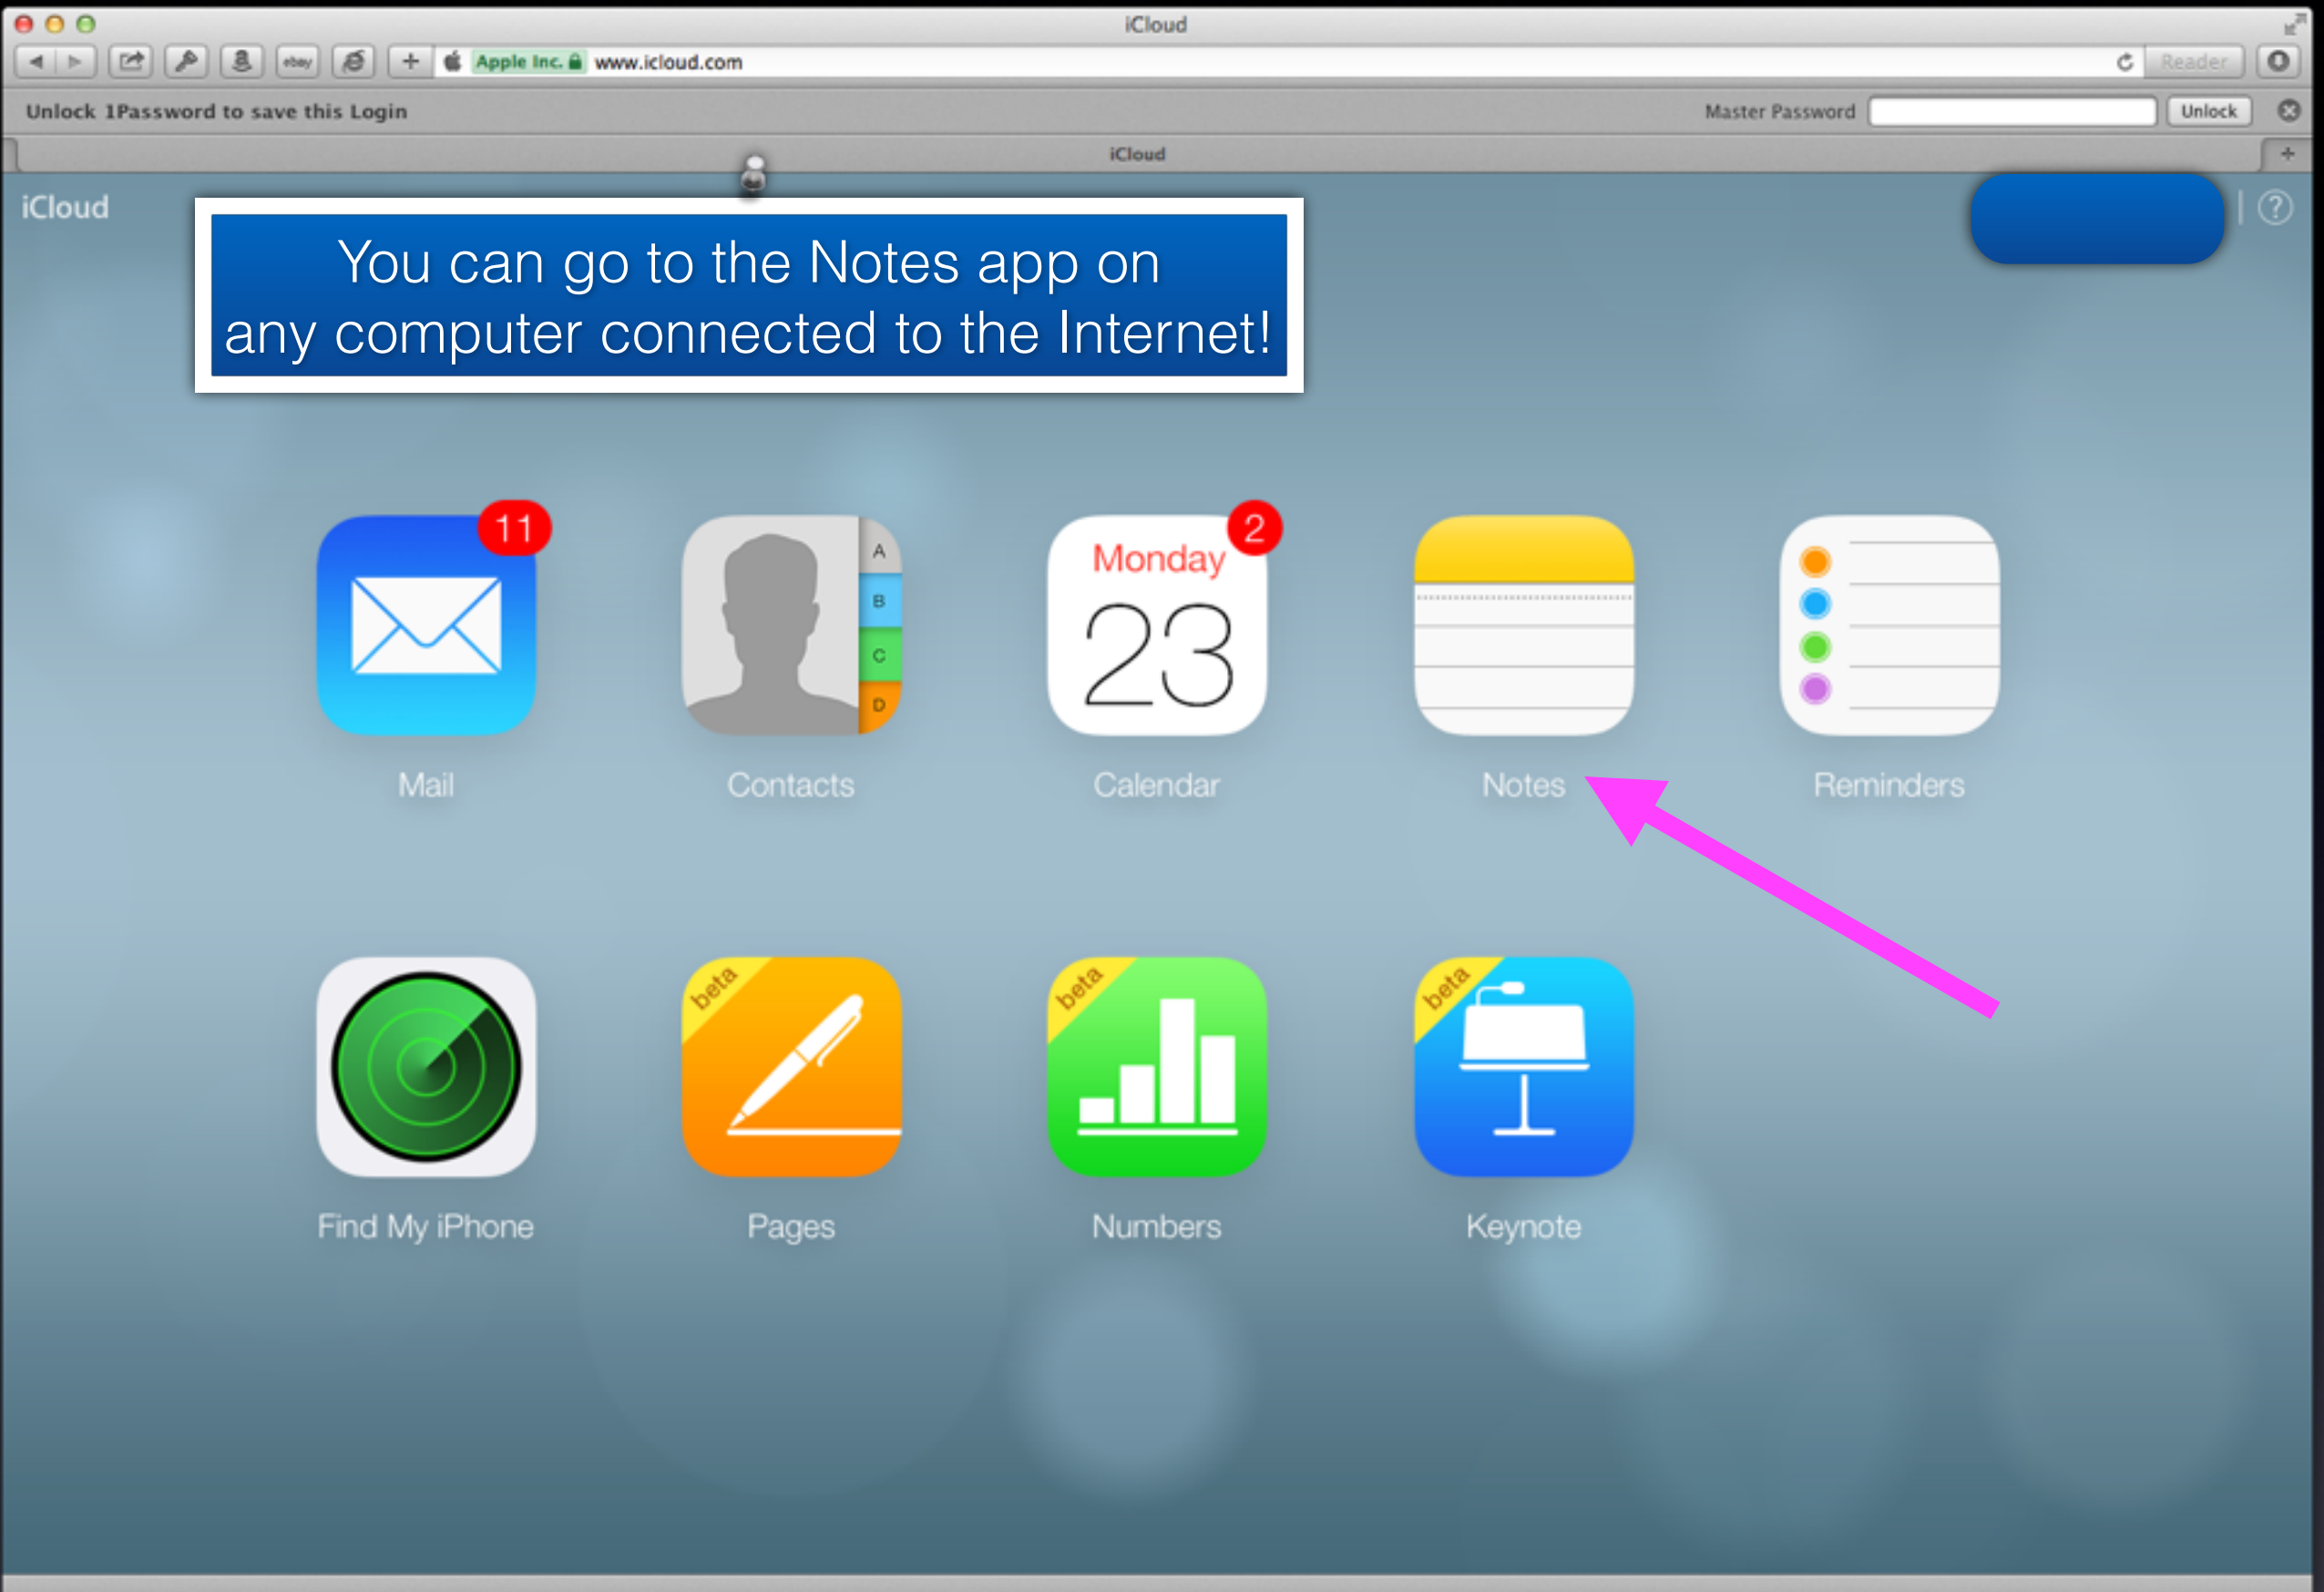 iCloud
ebay
Apple Inc. www.icloud.com
Reader
Unlock 1Password to save this Login
Master Password
Unlock
iCloud
iCloud
?
You can go to the Notes app on
any computer connected to the Internet!
11
Mail
A
B
C
D
Contacts
2
Monday
23
Calendar
Notes
Reminders
Find My iPhone
beta
Pages
beta
Numbers
beta
Keynote